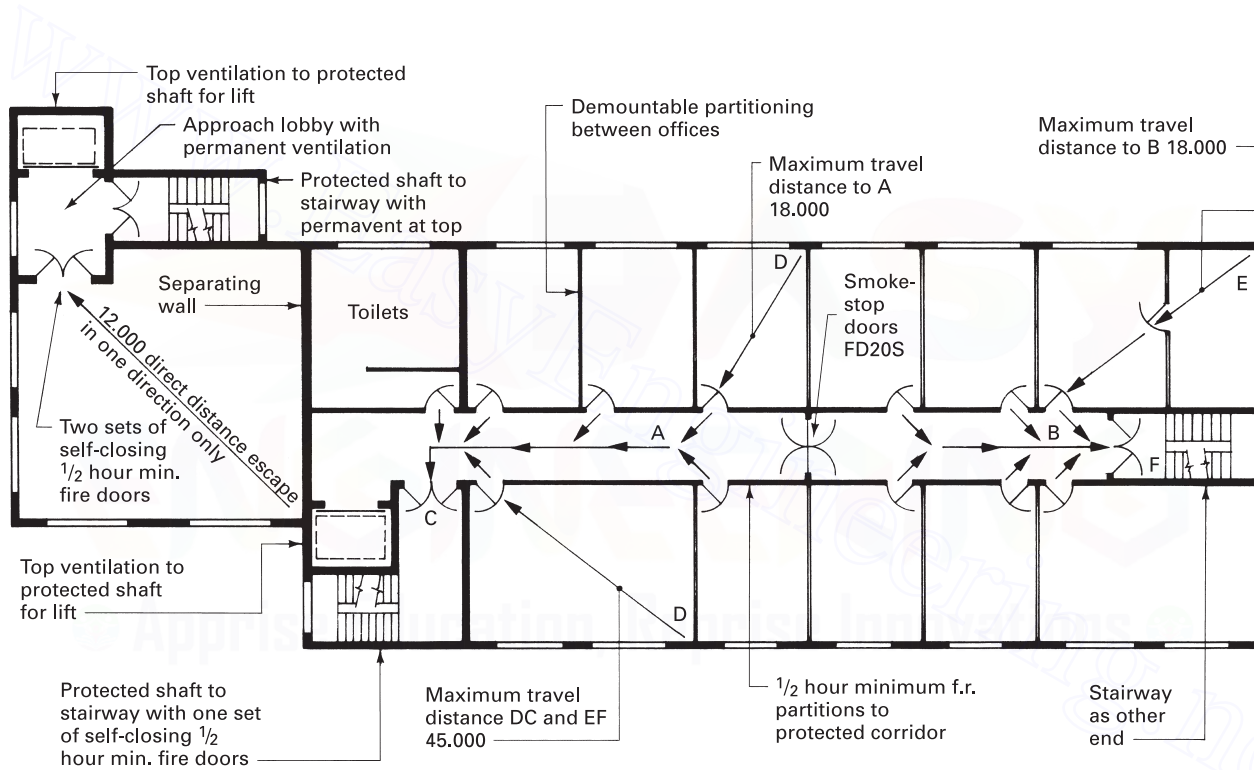 Top ventilation to protected
shaft for lift
Approach lobby with
permanent ventilation
Protected shaft to
stairway with
permavent at top
Demountable partitioning
between offices
Maximum travel
distance to A
18.000
Maximum travel
distance to B 18.000
Separating
wall
Toilets
D
Smoke-
stop
doors
FD20S
E
12.000 direct distance escape
in one direction only
Two sets of
self-closing
1/2 hour min.
fire doors
A
B
F
C
D
Top ventilation to
protected shaft
for lift
Protected shaft to
stairway with one set
of self-closing 1/2
hour min. fire doors
Maximum travel
distance DC and EF
45.000
1/2 hour minimum f.r.
partitions to
protected corridor
Stairway
as other
end